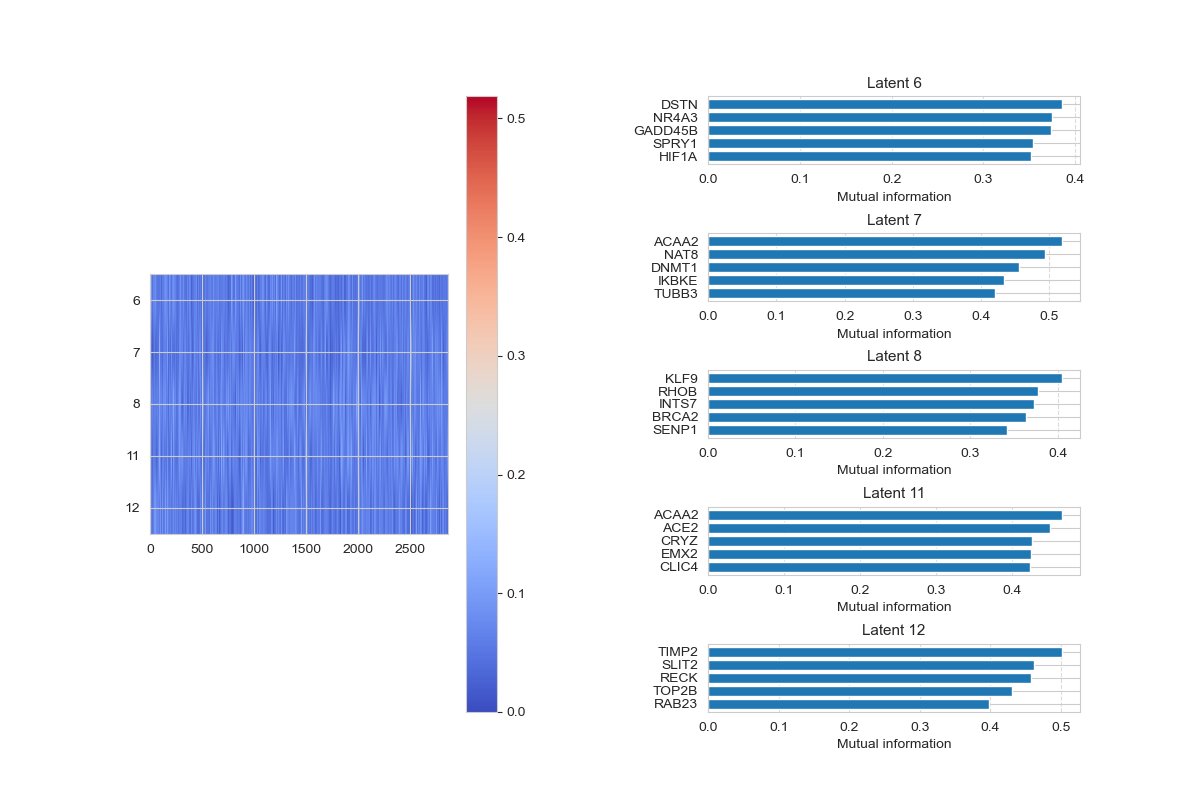 6
7
8
11
12
0 500 1000 1500 2000 2500
0.5
0.4
0.3
0.2
0.1
0.0
Latent 6
DSTN
NR4A3
GADD45B
SPRY1
HIF1A
0.0 0.1 0.2 0.3 0.4
Mutual information
Latent 7
ACAA2
NAT8
DNMT1
IKBKE
TUBB3
0.0 0.1 0.2 0.3 0.4 0.5
Mutual information
Latent 8
KLF9
RHOB
INTS7
BRCA2
SENP1
0.0 0.1 0.2 0.3 0.4
Mutual information
Latent 11
ACAA2
ACE2
CRYZ
EMX2
CLIC4
0.0 0.1 0.2 0.3 0.4
Mutual information
Latent 12
TIMP2
SLIT2
RECK
TOP2B
RAB23
0.0 0.1 0.2 0.3 0.4 0.5
Mutual information